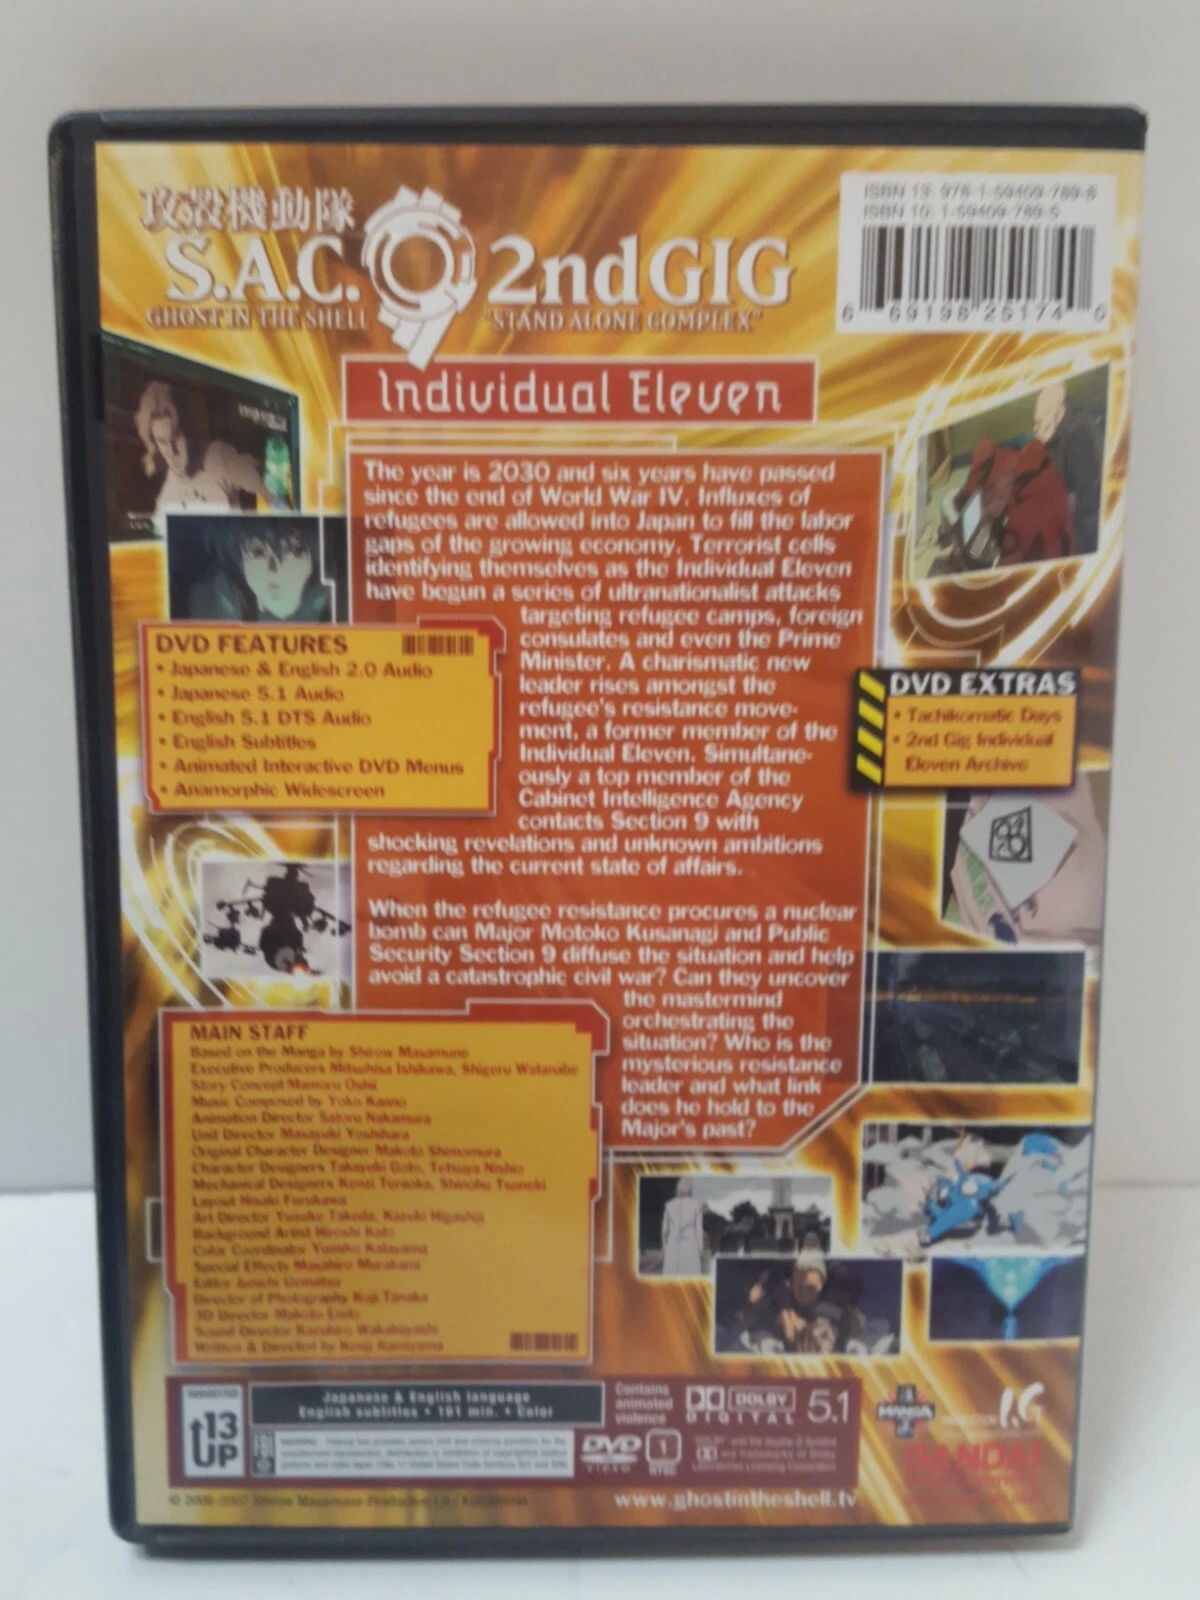 攻殻機動隊
S.A.C. 2nd GIG
GHOST IN THE SHELL "STAND ALONE COMPLEX"
ISBN 13: 978-1-59409-789-8
ISBN 10: 1-59409-789-5
6 69198 25174 0
Individual Eleven
The year is 2030 and six years have passed
since the end of World War IV. Influxes of
refugees are allowed into Japan to fill the labor
gaps of the growing economy. Terrorist cells
identifying themselves as the Individual Eleven
have begun a series of ultranationalist attacks
targeting refugee camps, foreign
consulates and even the Prime
Minister. A charismatic new
leader rises amongst the
refugee's resistance move-
ment, a former member of the
Individual Eleven. Simultane-
ously a top member of the
Cabinet Intelligence Agency
contacts Section 9 with
shocking revelations and unknown ambitions
regarding the current state of affairs.
When the refugee resistance procures a nuclear
bomb can Major Motoko Kusanagi and Public
Security Section 9 diffuse the situation and help
avoid a catastrophic civil war? Can they uncover
the mastermind
orchestrating the
situation? Who is the
mysterious resistance
leader and what link
does he hold to the
Major's past?
DVD FEATURES
• Japanese & English 2.0 Audio
• Japanese 5.1 Audio
• English 5.1 DTS Audio
• English Subtitles
• Animated Interactive DVD Menus
• Anamorphic Widescreen
DVD EXTRAS
• Tachikomatic Days
• 2nd Gig Individual
Eleven Archive
MAIN STAFF
Based on the Manga by Shirow Masamune
Executive Producers Mitsuhisa Ishikawa, Shigeru Watanabe
Story Concept Mamoru Oshii
Music Composed by Yoko Kanno
Animation Director Satoru Nakamura
Unit Director Masayuki Yoshihara
Original Character Designer Makoto Shimomura
Character Designers Takayuki Goto, Tetsuya Nishio
Mechanical Designers Kenji Teraoka, Shinobu Tsuneki
Layout Hisaki Furukawa
Art Director Yusuke Takeda, Kazuki Higashiji
Background Artist Hiroshi Kato
Color Coordinator Yumiko Katayama
Special Effects Masahiro Murakami
Editor Junichi Uematsu
Director of Photography Koji Tanaka
3D Director Makoto Endo
Sound Director Kazuhiro Wakabayashi
Written & Directed by Kenji Kamiyama
13 UP
Japanese & English language
English subtitles • 181 min. • Color
Contains
animated
violence
DOLBY
DIGITAL 5.1
DVD
VIDEO
1
NTSC
MANGA
I.G
BANDAI
www.ghostintheshell.tv